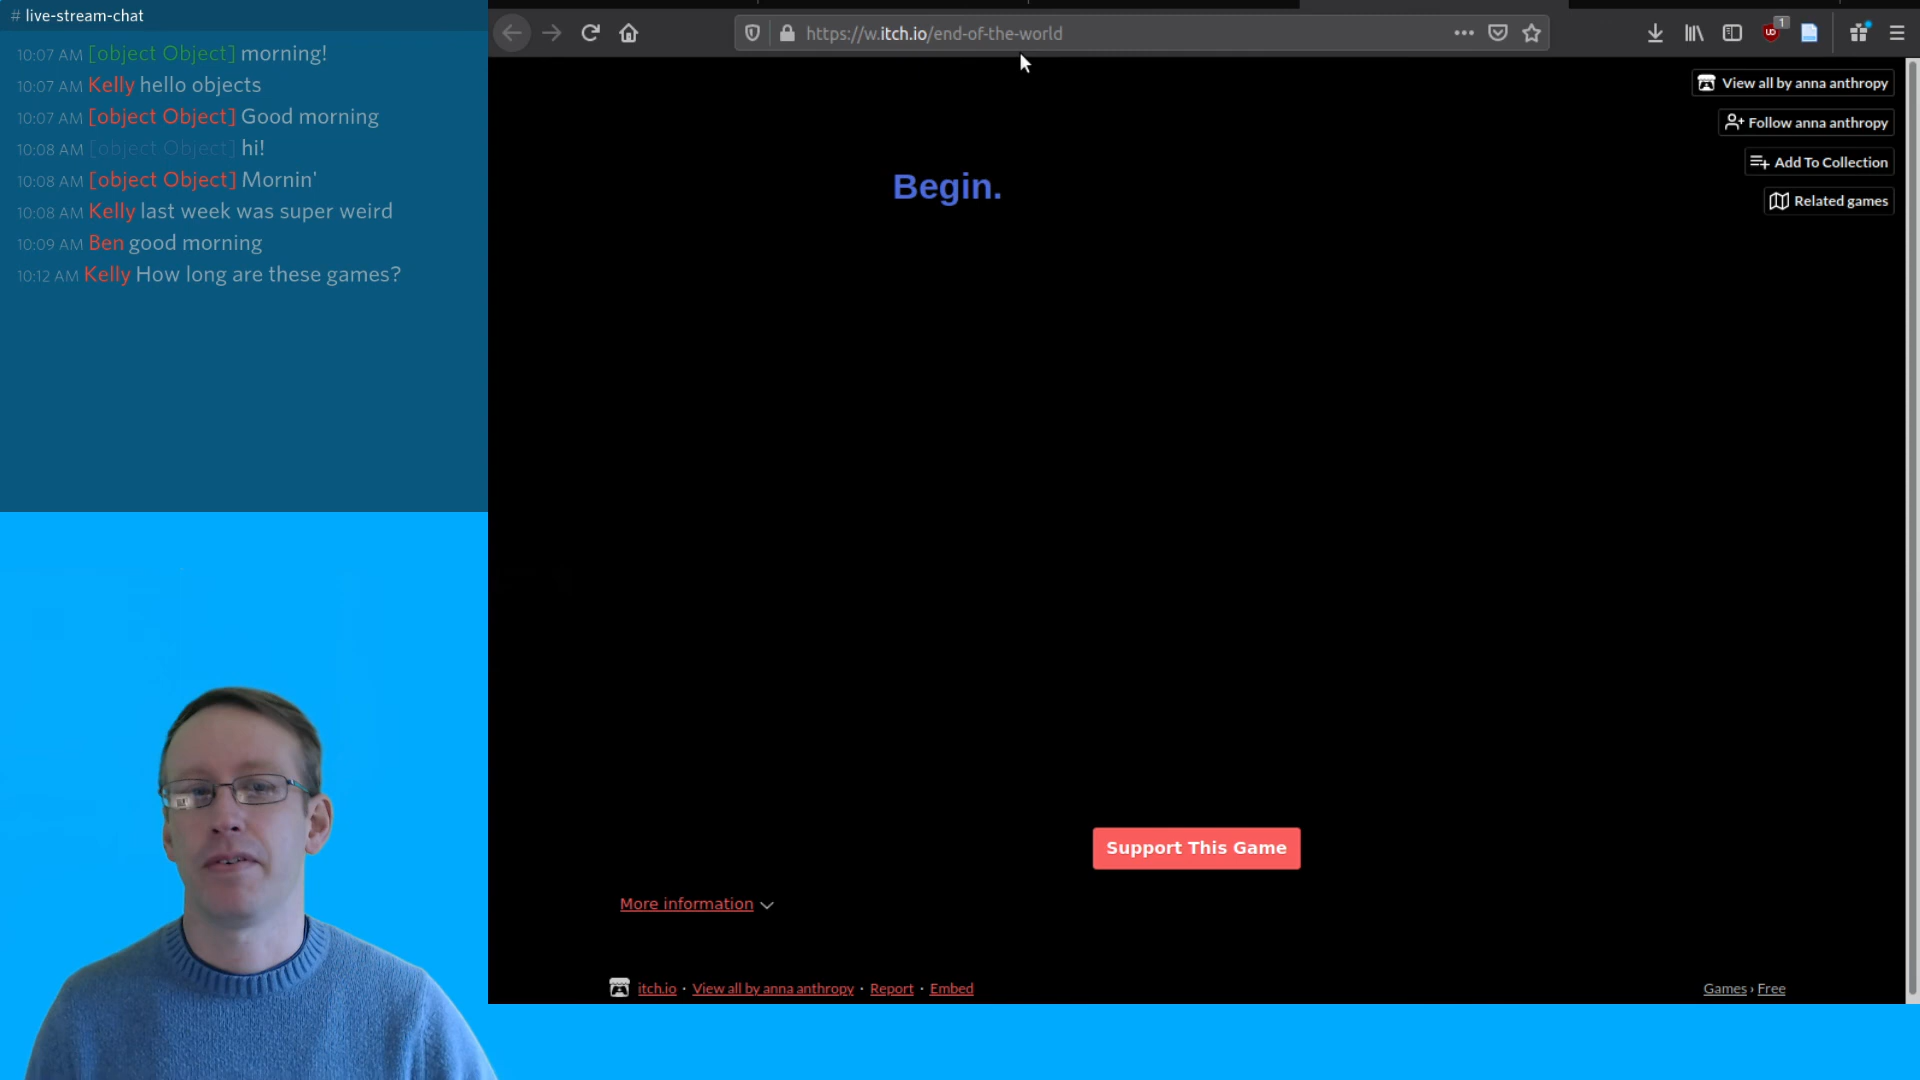 # live-stream-chat
10:07 AM [object Object] morning!
10:07 AM Kelly hello objects
10:07 AM [object Object] Good morning
10:08 AM [object Object] hi!
10:08 AM [object Object] Mornin'
10:08 AM Kelly last week was super weird
10:09 AM Ben good morning
10:12 AM Kelly How long are these games?
https://w.itch.io/end-of-the-world
1
View all by anna anthropy
Follow anna anthropy
Add To Collection
Related games
Begin.
Support This Game
More information
itch.io · View all by anna anthropy · Report · Embed
Games › Free